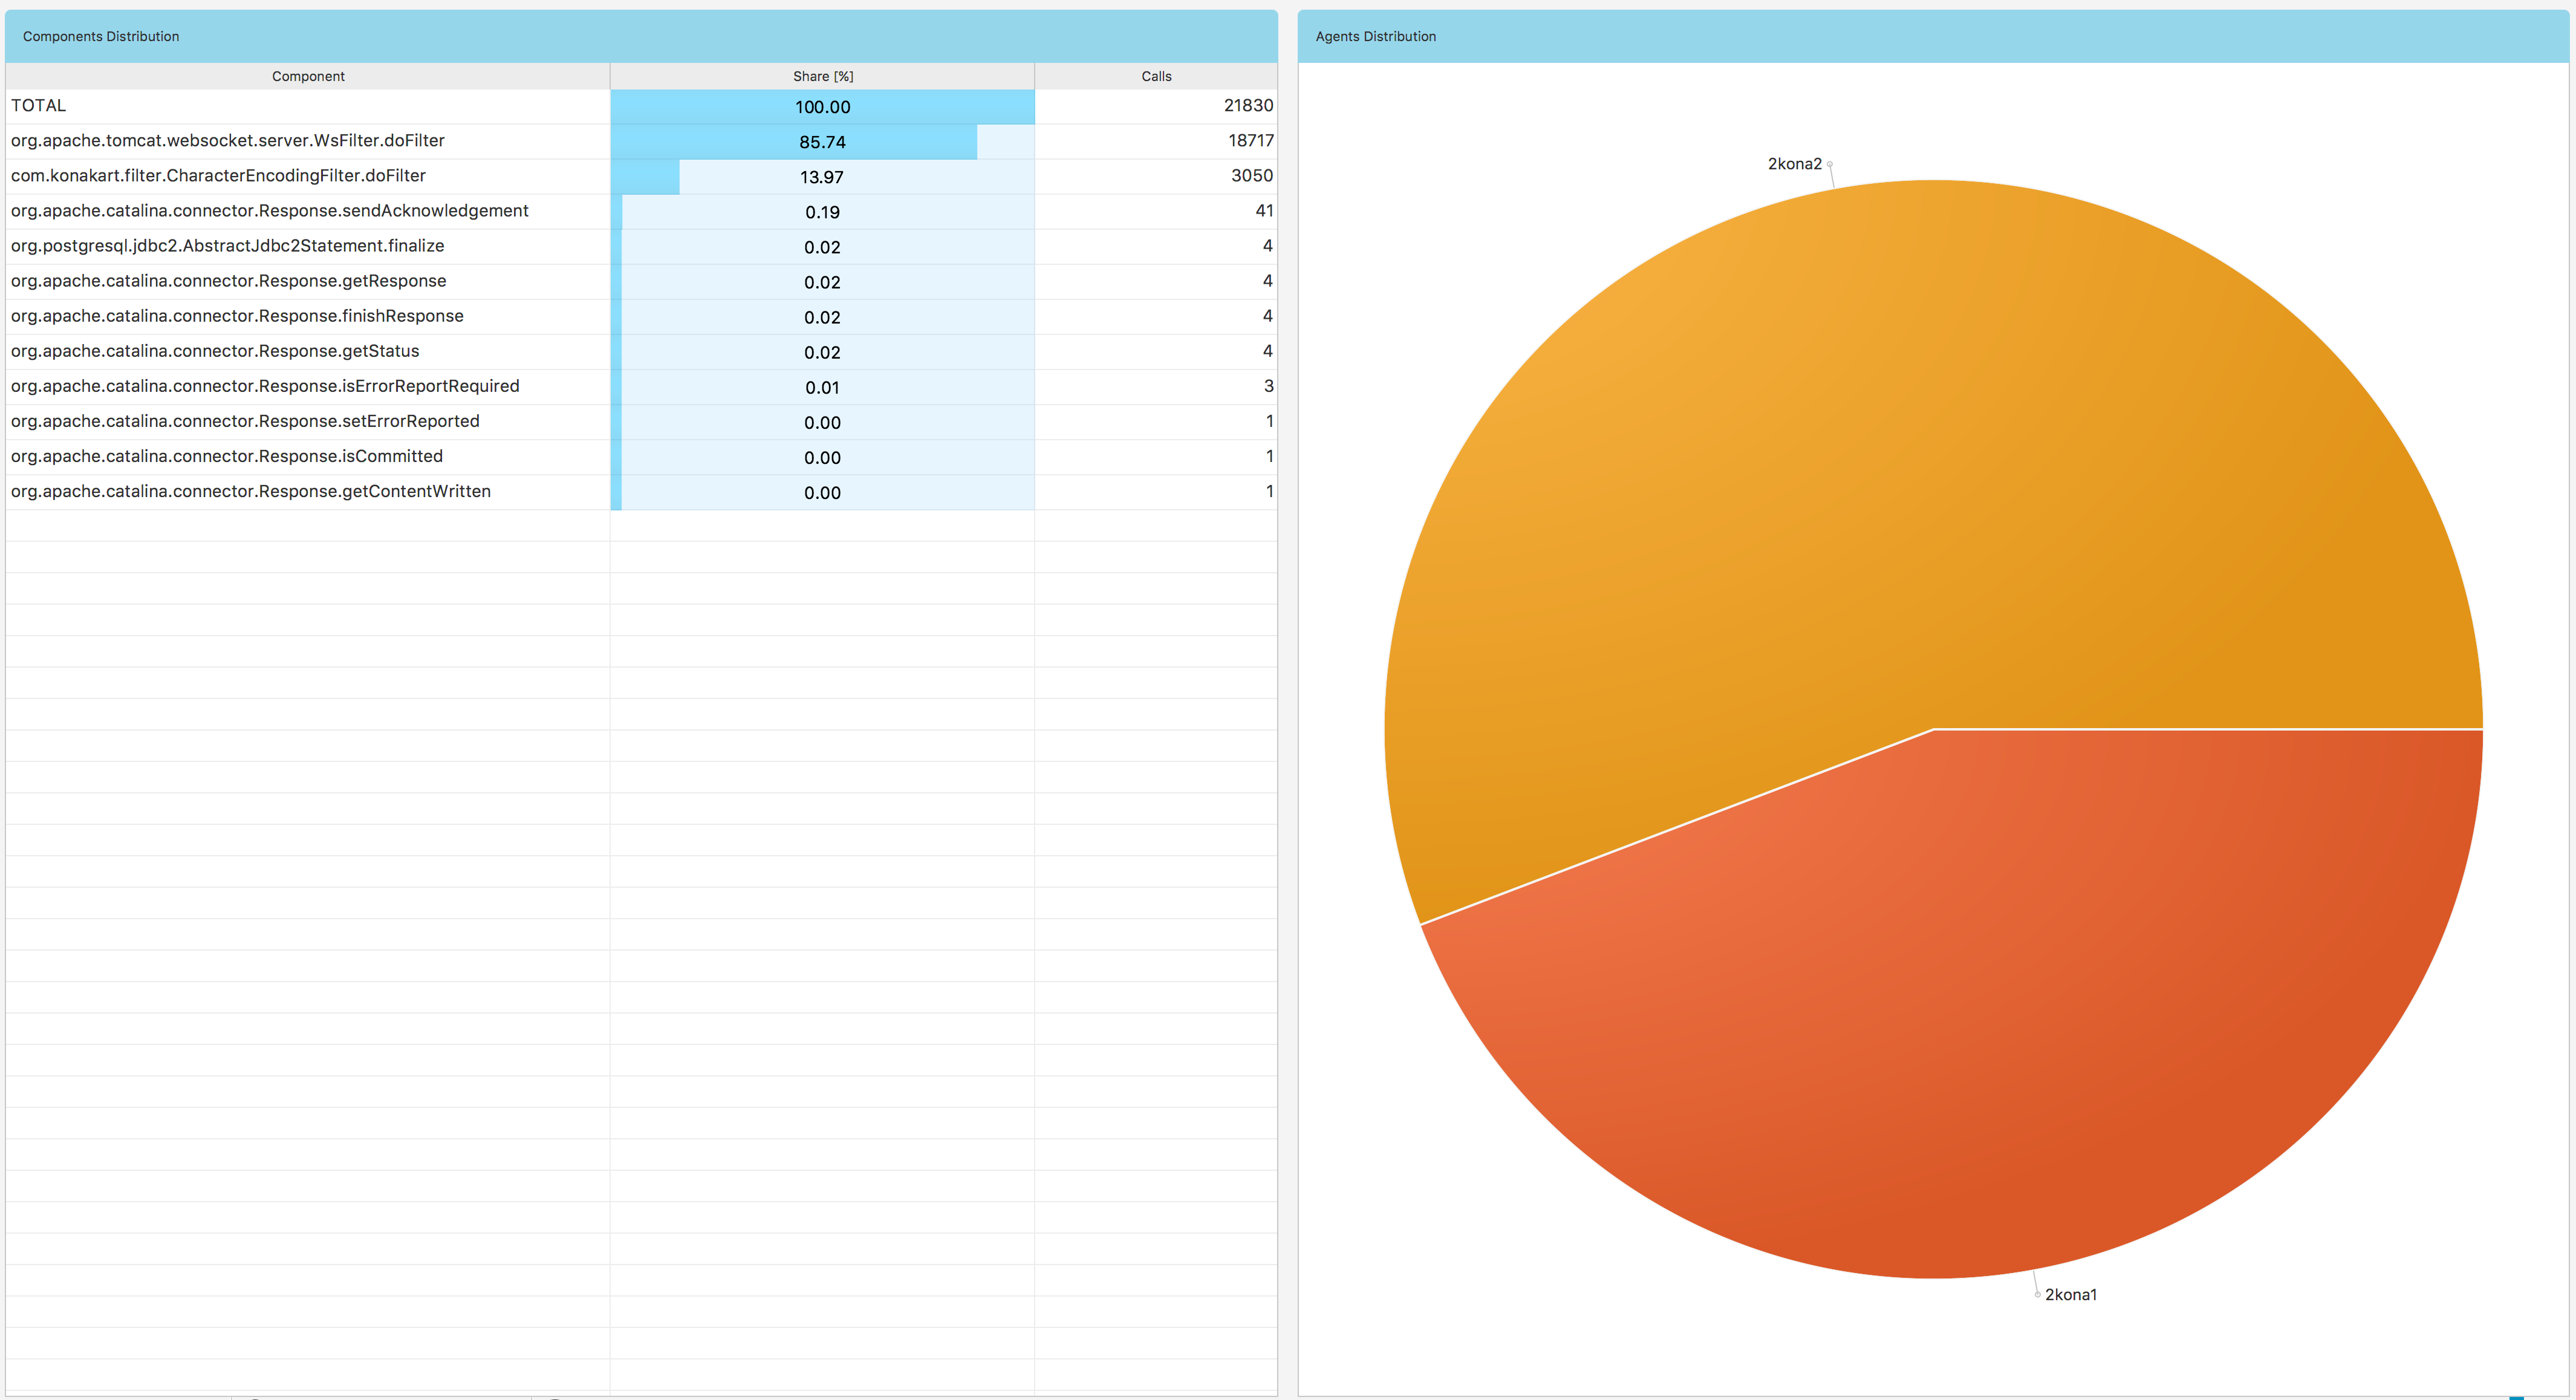 Components Distribution
Component Share [%] Calls
TOTAL 100.00 21830
org.apache.tomcat.websocket.server.WsFilter.doFilter 85.74 18717
com.konakart.filter.CharacterEncodingFilter.doFilter 13.97 3050
org.apache.catalina.connector.Response.sendAcknowledgement 0.19 41
org.postgresql.jdbc2.AbstractJdbc2Statement.finalize 0.02 4
org.apache.catalina.connector.Response.getResponse 0.02 4
org.apache.catalina.connector.Response.finishResponse 0.02 4
org.apache.catalina.connector.Response.getStatus 0.02 4
org.apache.catalina.connector.Response.isErrorReportRequired 0.01 3
org.apache.catalina.connector.Response.setErrorReported 0.00 1
org.apache.catalina.connector.Response.isCommitted 0.00 1
org.apache.catalina.connector.Response.getContentWritten 0.00 1
Agents Distribution
2kona2
2kona1